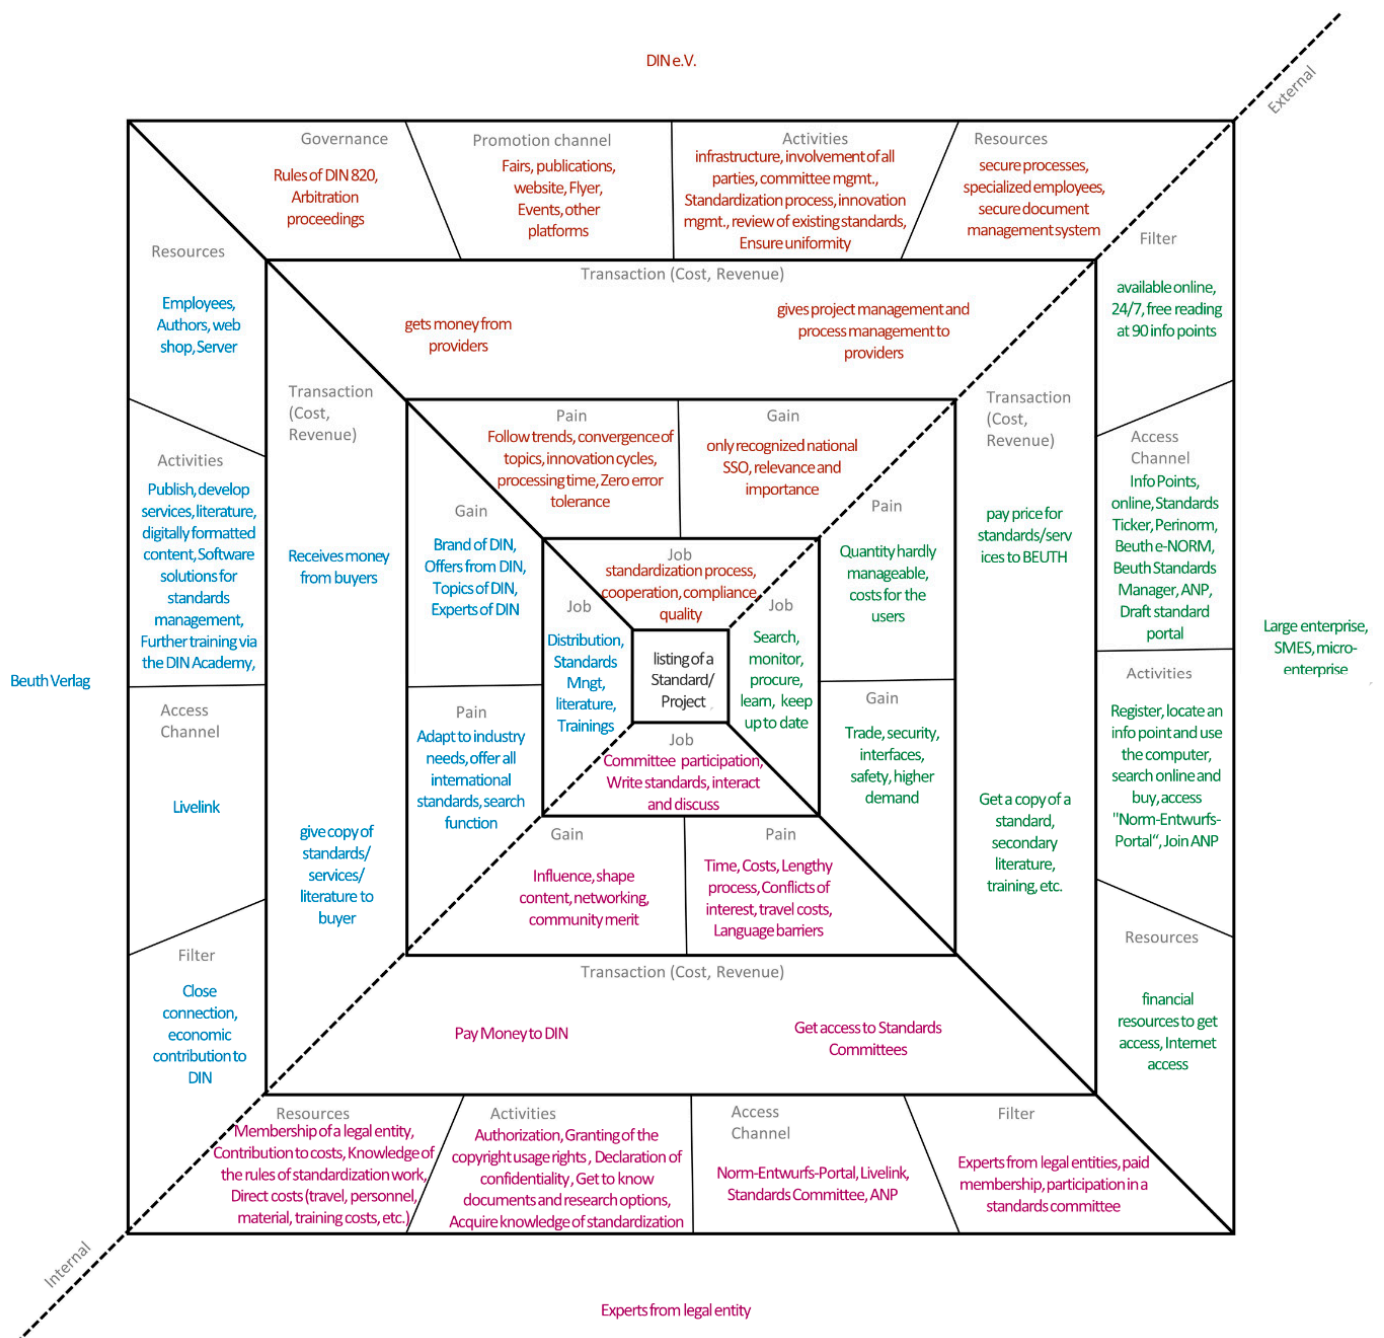 DIN e.V.
External
Governance
Rules of DIN 820,
Arbitration
proceedings
Promotion channel
Fairs, publications,
website, Flyer,
Events, other
platforms
Activities
infrastructure, involvement of all
parties, committee mgmt.,
Standardization process, innovation
mgmt., review of existing standards,
Ensure uniformity
Resources
secure processes,
specialized employees,
secure document
management system
Transaction (Cost, Revenue)
gets money from
providers
gives project management and
process management to
providers
Pain
Follow trends, convergence of
topics, innovation cycles,
processing time, Zero error
tolerance
Gain
only recognized national
SSO, relevance and
importance
Job
standardization process,
cooperation, compliance,
quality
Beuth Verlag
Resources
Employees,
Authors, web
shop, Server
Activities
Publish, develop
services, literature,
digitally formatted
content, Software
solutions for
standards
management,
Further training via
the DIN Academy,
Access
Channel
Livelink
Filter
Close
connection,
economic
contribution to
DIN
Transaction
(Cost,
Revenue)
Receives money
from buyers
give copy of
standards/
services/
literature to
buyer
Gain
Brand of DIN,
Offers from DIN,
Topics of DIN,
Experts of DIN
Pain
Adapt to industry
needs, offer all
international
standards, search
function
Job
Distribution,
Standards
Mngt,
literature,
Trainings
listing of a
Standard/
Project
Job
Search,
monitor,
procure,
learn, keep
up to date
Pain
Quantity hardly
manageable,
costs for the
users
Gain
Trade, security,
interfaces,
safety, higher
demand
Transaction
(Cost,
Revenue)
pay price for
standards/serv
ices to BEUTH
Get a copy of a
standard,
secondary
literature,
training, etc.
Filter
available online,
24/7, free reading
at 90 info points
Access
Channel
Info Points,
online, Standards
Ticker, Perinorm,
Beuth e-NORM,
Beuth Standards
Manager, ANP,
Draft standard
portal
Activities
Register, locate an
info point and use
the computer,
search online and
buy, access
"Norm-Entwurfs-
Portal“, Join ANP
Resources
financial
resources to get
access, Internet
access
Large enterprise,
SMES, micro-
enterprise
Job
Committee participation,
Write standards, interact
and discuss
Gain
Influence, shape
content, networking,
community merit
Pain
Time, Costs, Lengthy
process, Conflicts of
interest, travel costs,
Language barriers
Transaction (Cost, Revenue)
Pay Money to DIN
Get access to Standards
Committees
Resources
Membership of a legal entity,
Contribution to costs, Knowledge of
the rules of standardization work,
Direct costs (travel, personnel,
material, training costs, etc.)
Activities
Authorization, Granting of the
copyright usage rights , Declaration of
confidentiality , Get to know
documents and research options,
Acquire knowledge of standardization
Access
Channel
Norm-Entwurfs-Portal, Livelink,
Standards Committee, ANP
Filter
Experts from legal entities, paid
membership, participation in a
standards committee
Internal
Experts from legal entity